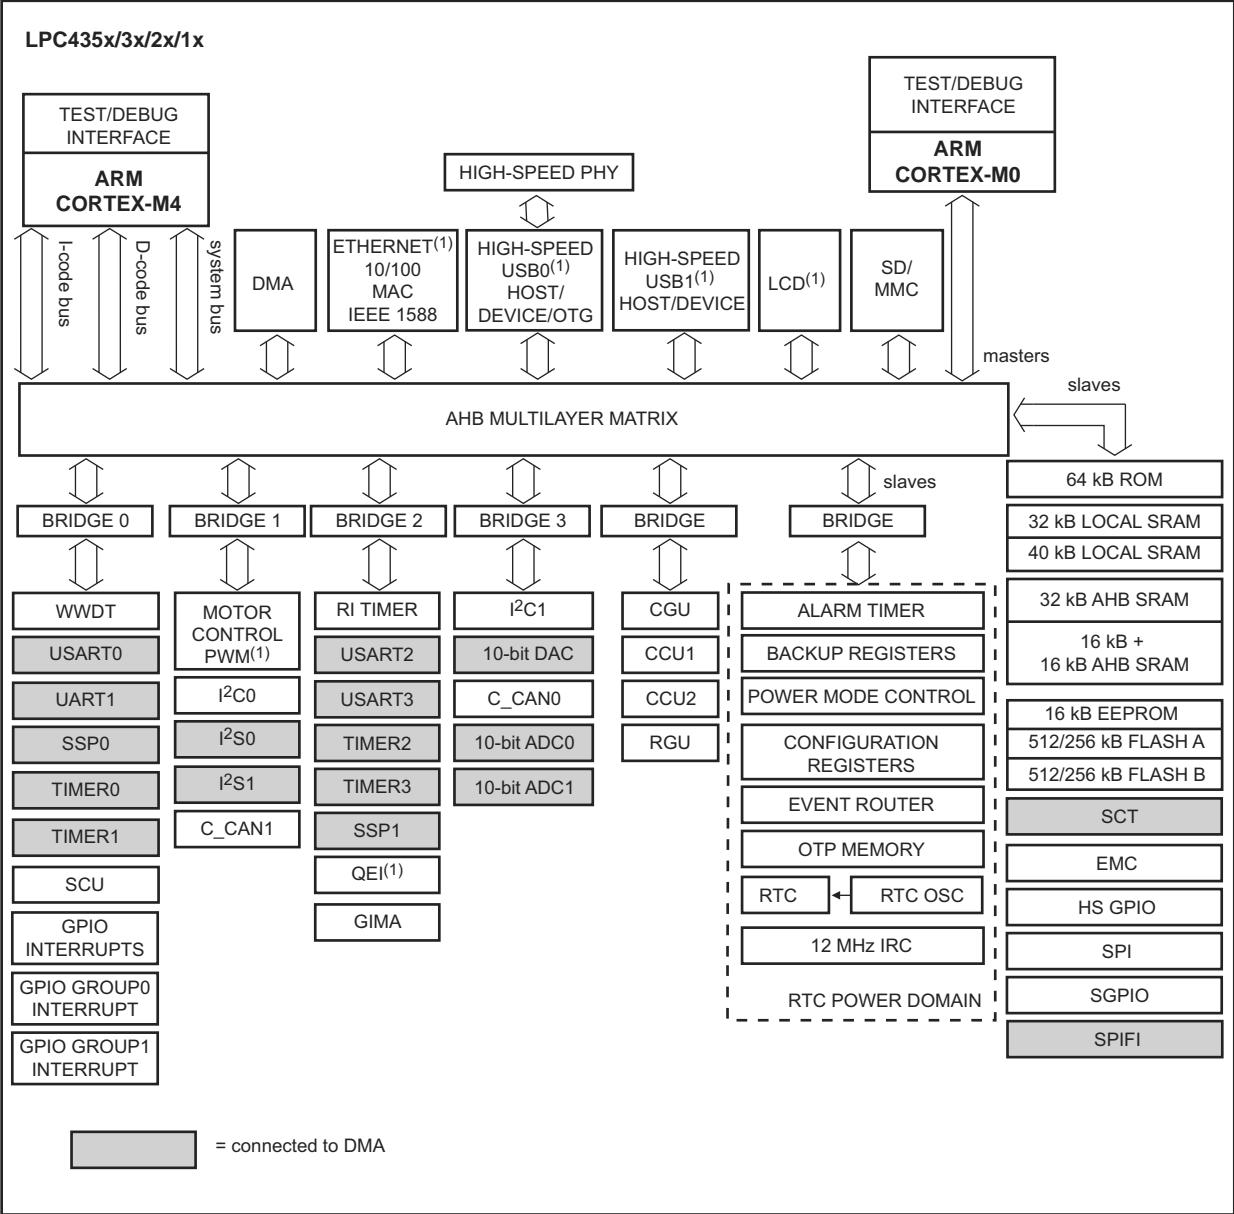 LPC435x/3x/2x/1x
TEST/DEBUG
INTERFACE
ARM
CORTEX-M4
TEST/DEBUG
INTERFACE
ARM
CORTEX-M0
HIGH-SPEED PHY
I-code bus
D-code bus
system bus
DMA
ETHERNET(1)
10/100
MAC
IEEE 1588
HIGH-SPEED
USB0(1)
HOST/
DEVICE/OTG
HIGH-SPEED
USB1(1)
HOST/DEVICE
LCD(1)
SD/
MMC
masters
slaves
AHB MULTILAYER MATRIX
slaves
BRIDGE 0
BRIDGE 1
BRIDGE 2
BRIDGE 3
BRIDGE
BRIDGE
WWDT
USART0
UART1
SSP0
TIMER0
TIMER1
SCU
GPIO
INTERRUPTS
GPIO GROUP0
INTERRUPT
GPIO GROUP1
INTERRUPT
MOTOR
CONTROL
PWM(1)
I2C0
I2S0
I2S1
C_CAN1
RI TIMER
USART2
USART3
TIMER2
TIMER3
SSP1
QEI(1)
GIMA
I2C1
10-bit DAC
C_CAN0
10-bit ADC0
10-bit ADC1
CGU
CCU1
CCU2
RGU
ALARM TIMER
BACKUP REGISTERS
POWER MODE CONTROL
CONFIGURATION
REGISTERS
EVENT ROUTER
OTP MEMORY
RTC
RTC OSC
12 MHz IRC
RTC POWER DOMAIN
64 kB ROM
32 kB LOCAL SRAM
40 kB LOCAL SRAM
32 kB AHB SRAM
16 kB +
16 kB AHB SRAM
16 kB EEPROM
512/256 kB FLASH A
512/256 kB FLASH B
SCT
EMC
HS GPIO
SPI
SGPIO
SPIFI
= connected to DMA